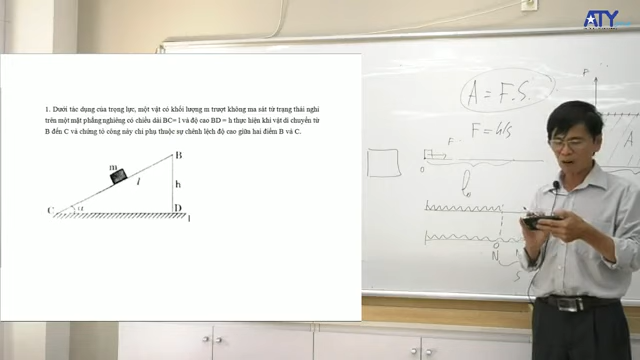 ATY
1. Dưới tác dụng của trọng lực, một vật có khối lượng m trượt không ma sát từ trạng thái nghỉ
trên một mặt phẳng nghiêng có chiều dài BC= l và độ cao BD = h thực hiện khi vật di chuyển từ
B đến C và chứng tỏ công này chỉ phụ thuộc sự chênh lệch độ cao giữa hai điểm B và C.
B
m
l
h
C
α
D
A = F.S.
F
F
0
A
N
S